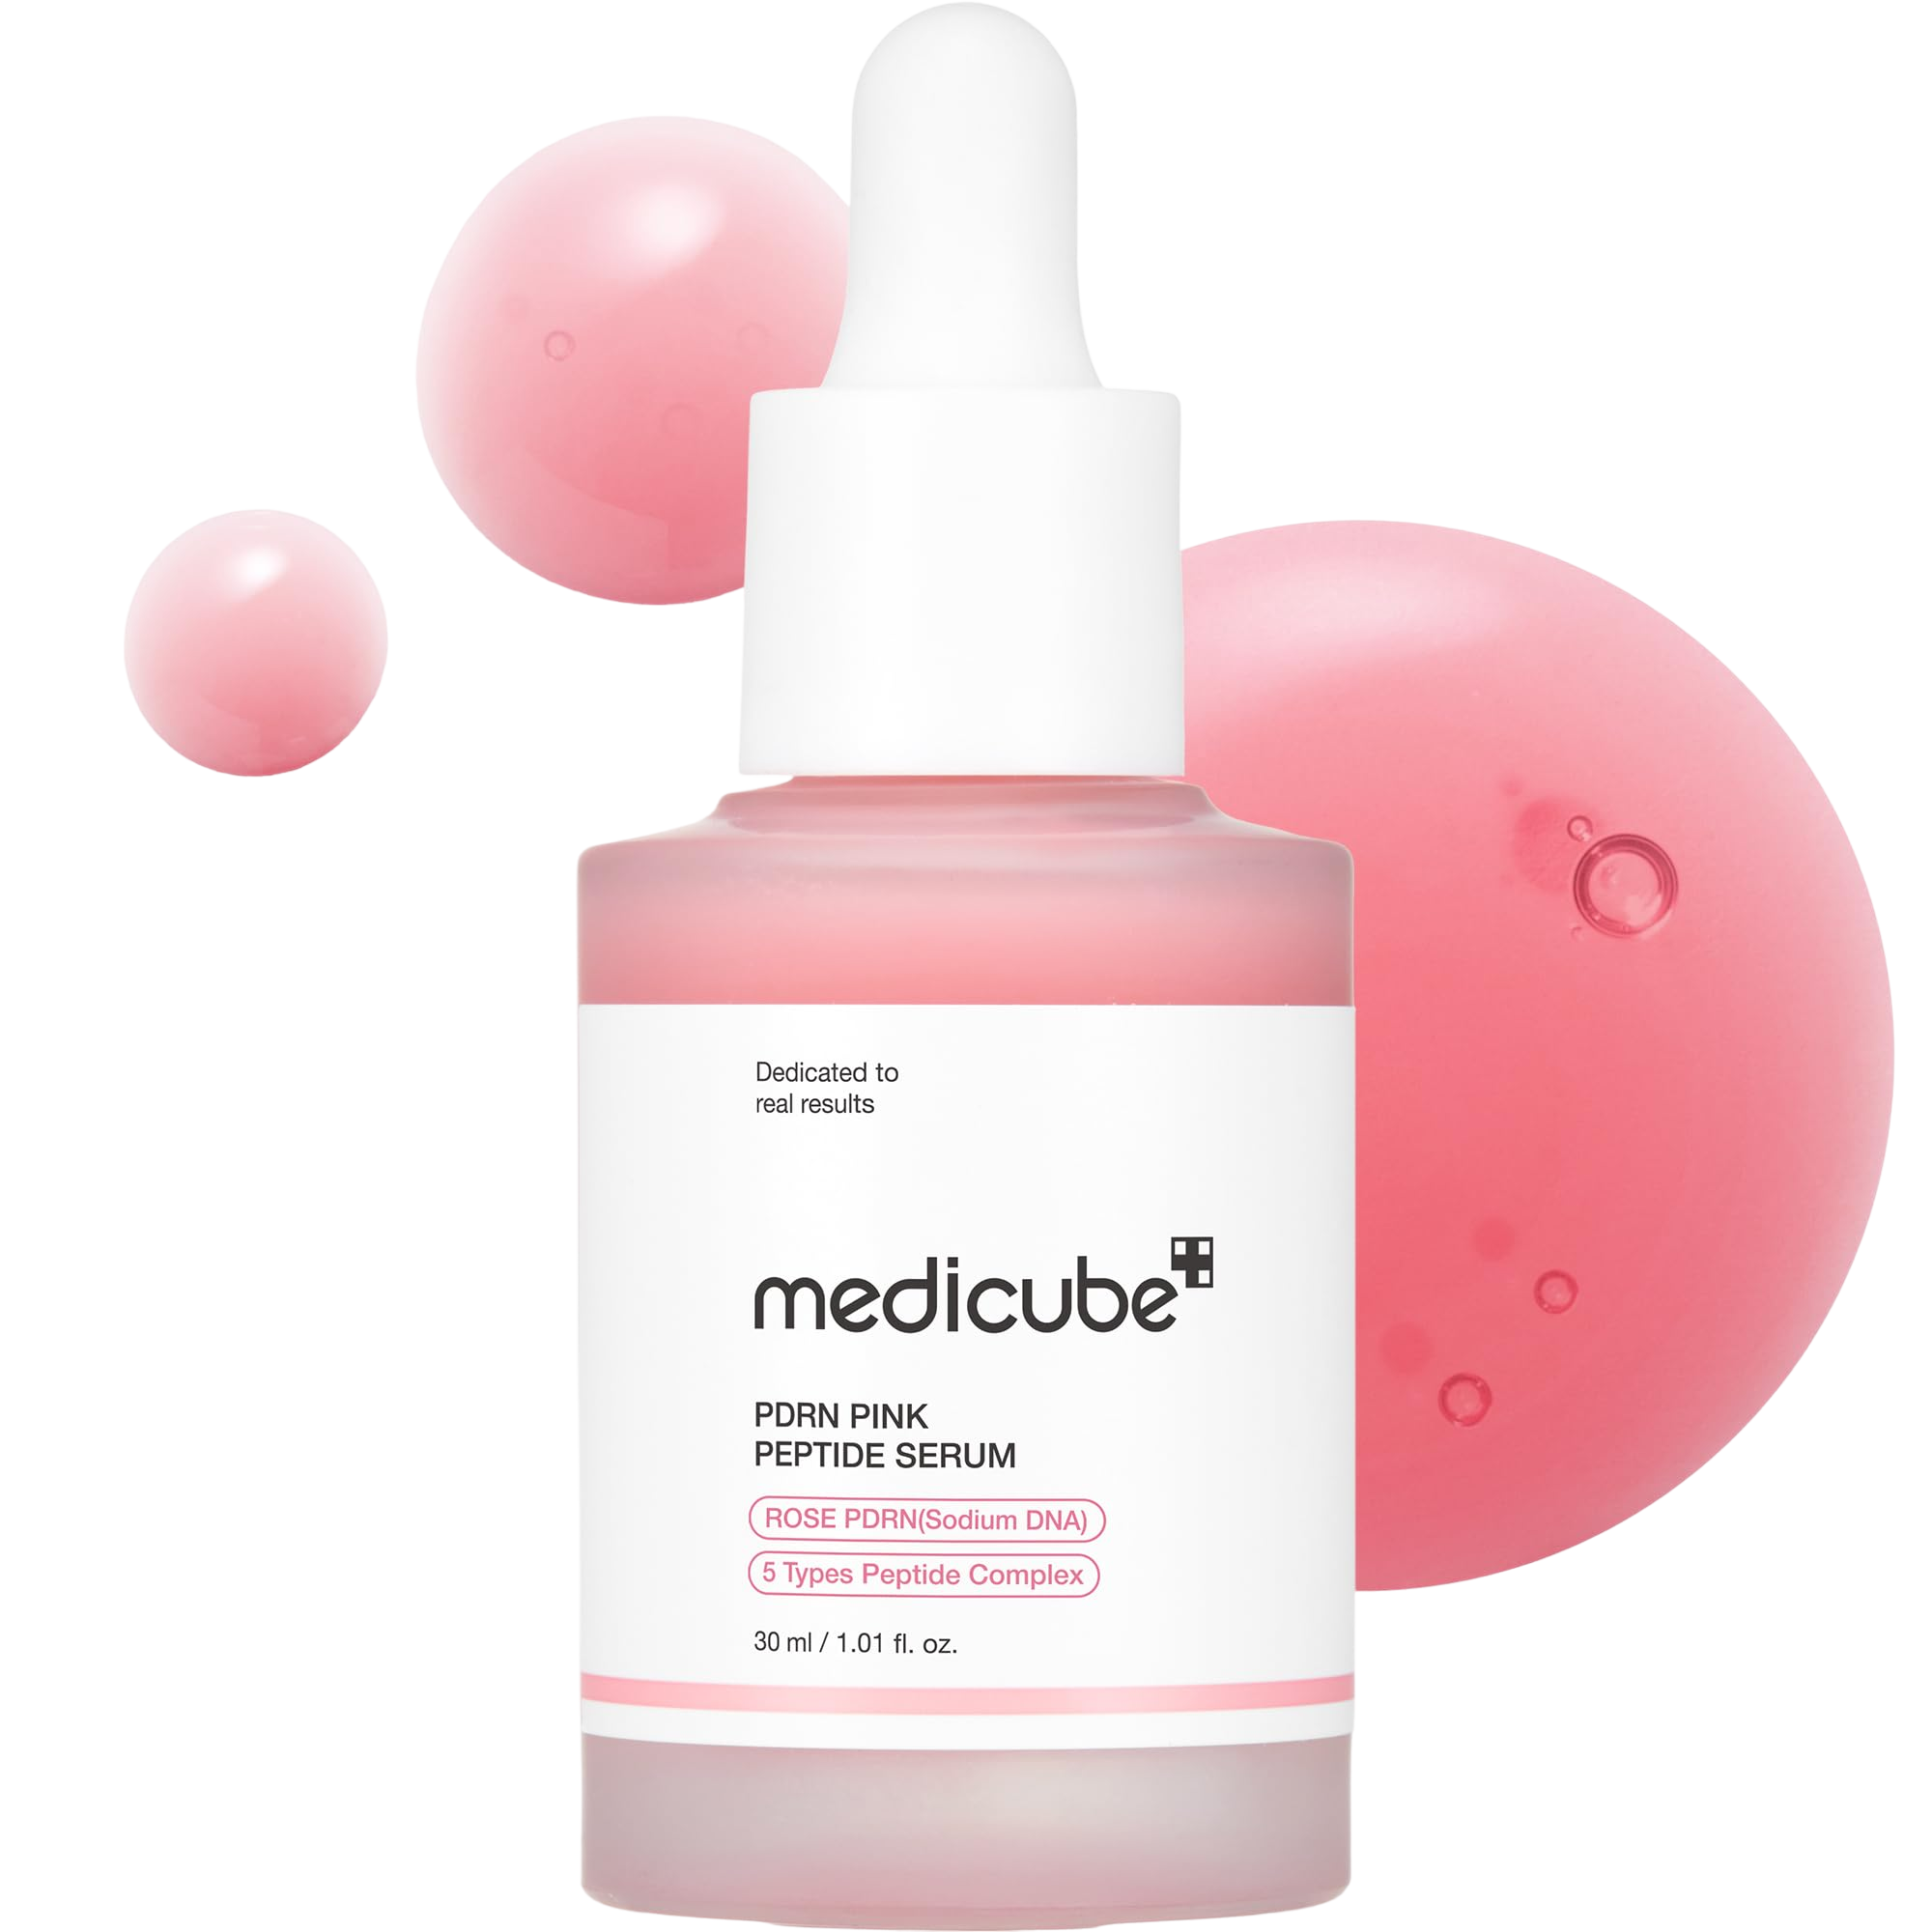 Dedicated to
real results
medicube
PDRN PINK
PEPTIDE SERUM
ROSE PDRN(Sodium DNA)
5 Types Peptide Complex
30 ml / 1.01 fl. oz.